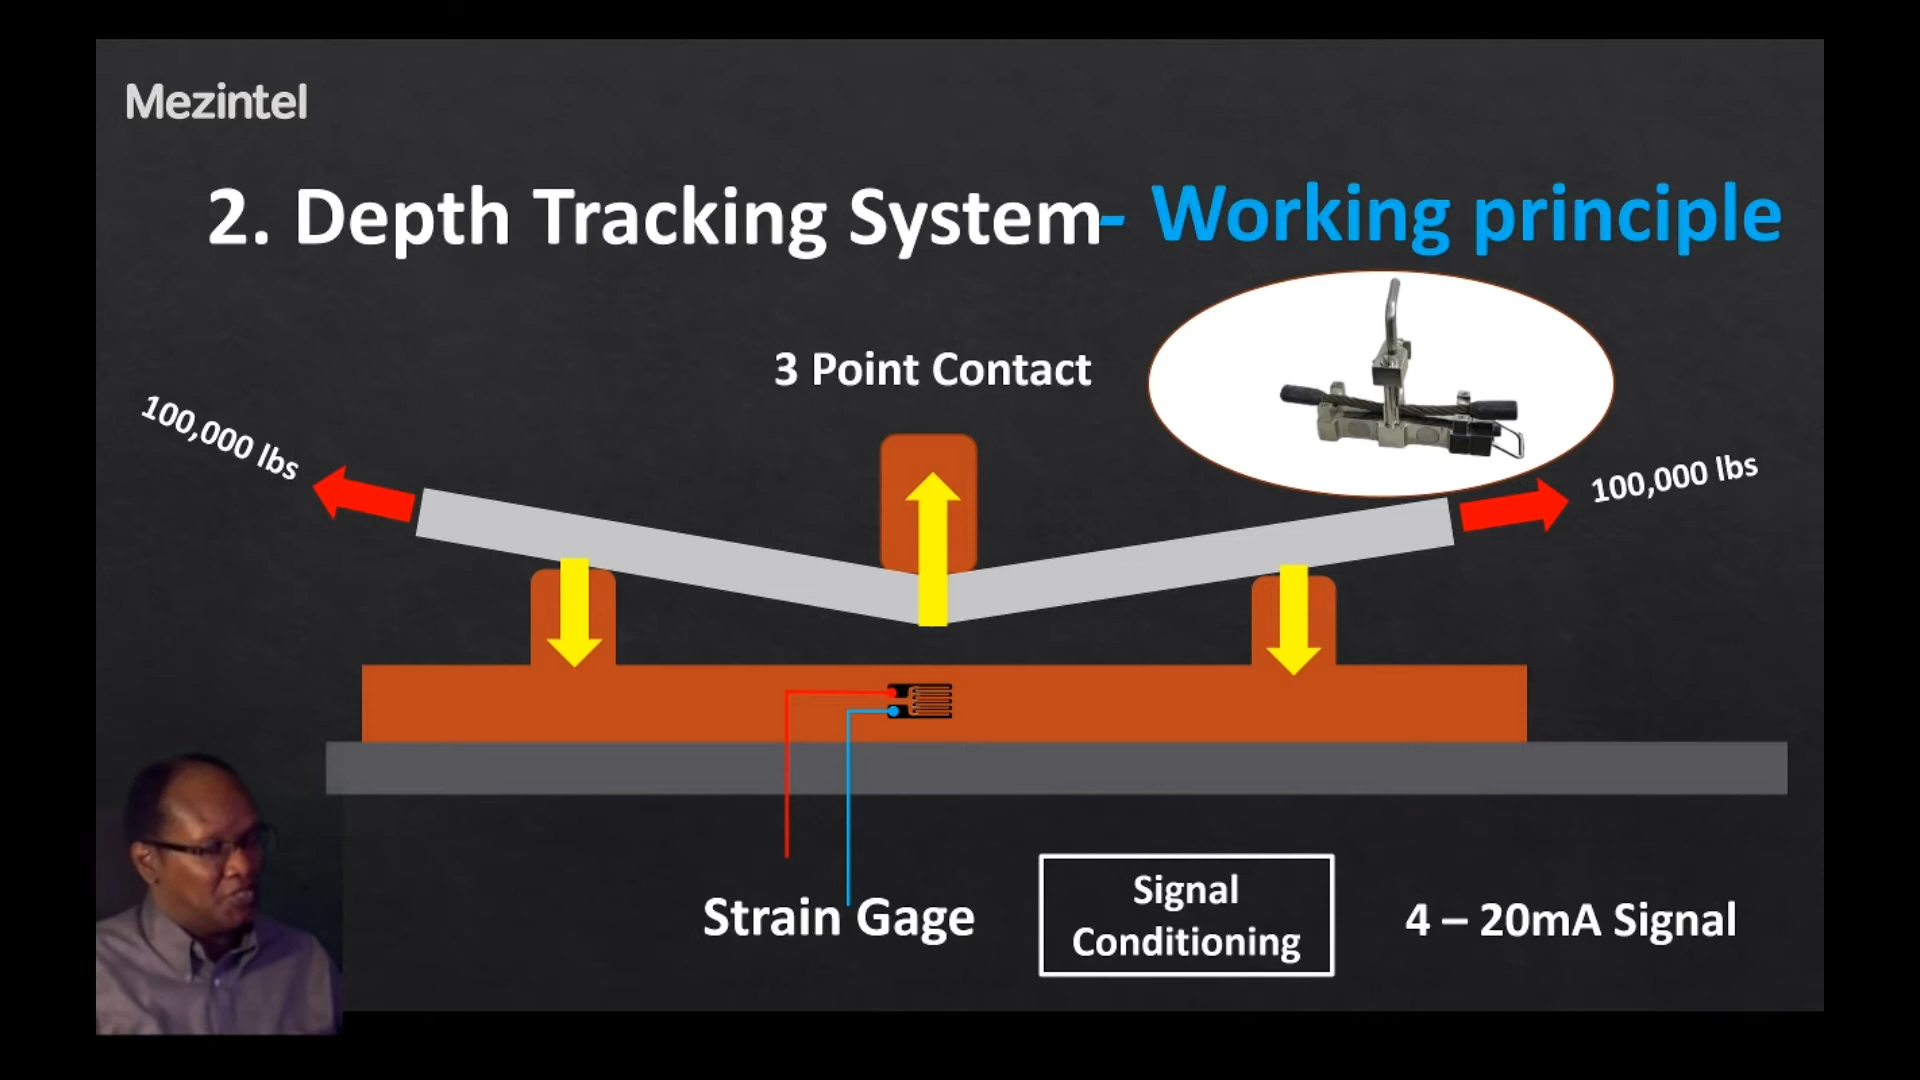 Mezintel
2. Depth Tracking System- Working principle
3 Point Contact
100,000 lbs
100,000 lbs
Strain Gage
Signal
Conditioning
4 – 20mA Signal